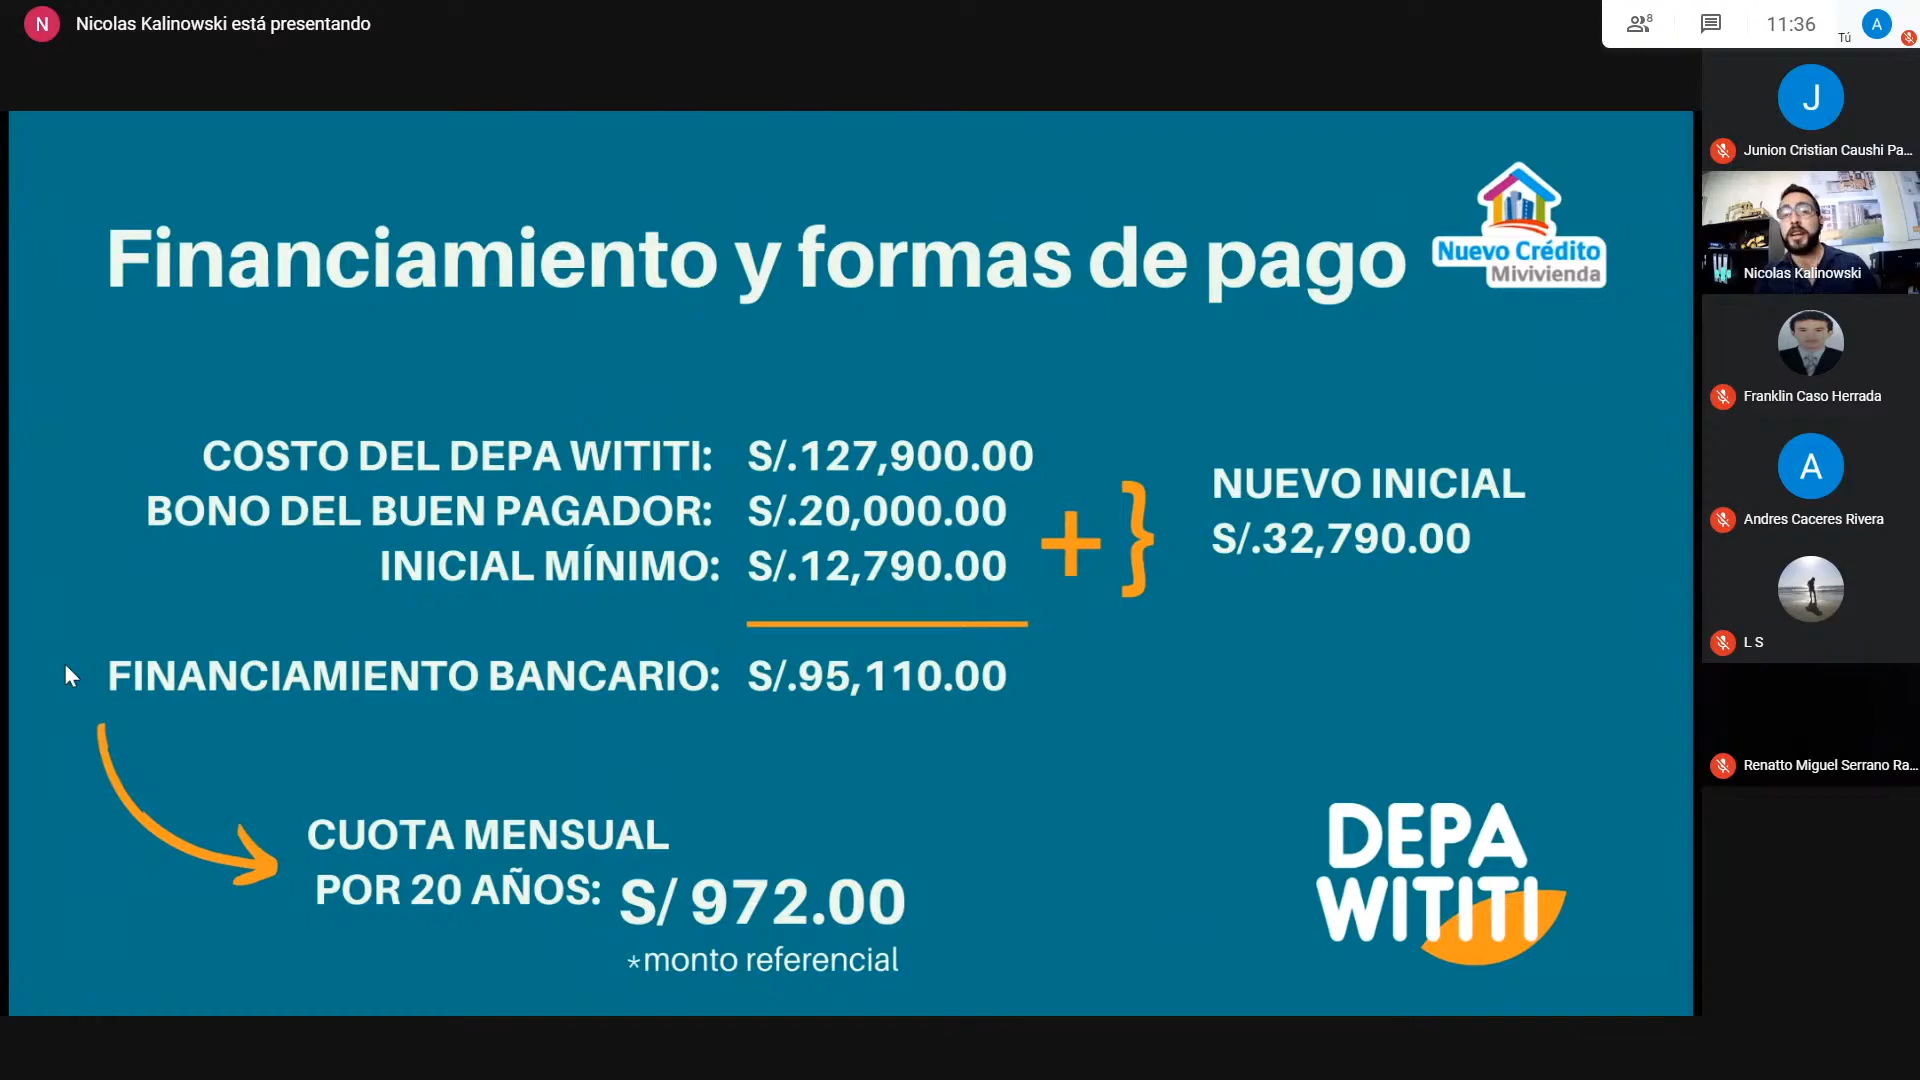 N
Nicolas Kalinowski está presentando
8
11:36
Tú
A
Financiamiento y formas de pago
Nuevo Crédito
Mivivienda
COSTO DEL DEPA WITITI: S/.127,900.00
BONO DEL BUEN PAGADOR: S/.20,000.00
INICIAL MÍNIMO: S/.12,790.00
+ }
NUEVO INICIAL
S/.32,790.00
FINANCIAMIENTO BANCARIO: S/.95,110.00
CUOTA MENSUAL
POR 20 AÑOS: S/ 972.00
*monto referencial
DEPA
WITITI
J
Junion Cristian Caushi Pa...
Nicolas Kalinowski
Franklin Caso Herrada
A
Andres Caceres Rivera
L S
Renatto Miguel Serrano Ra...